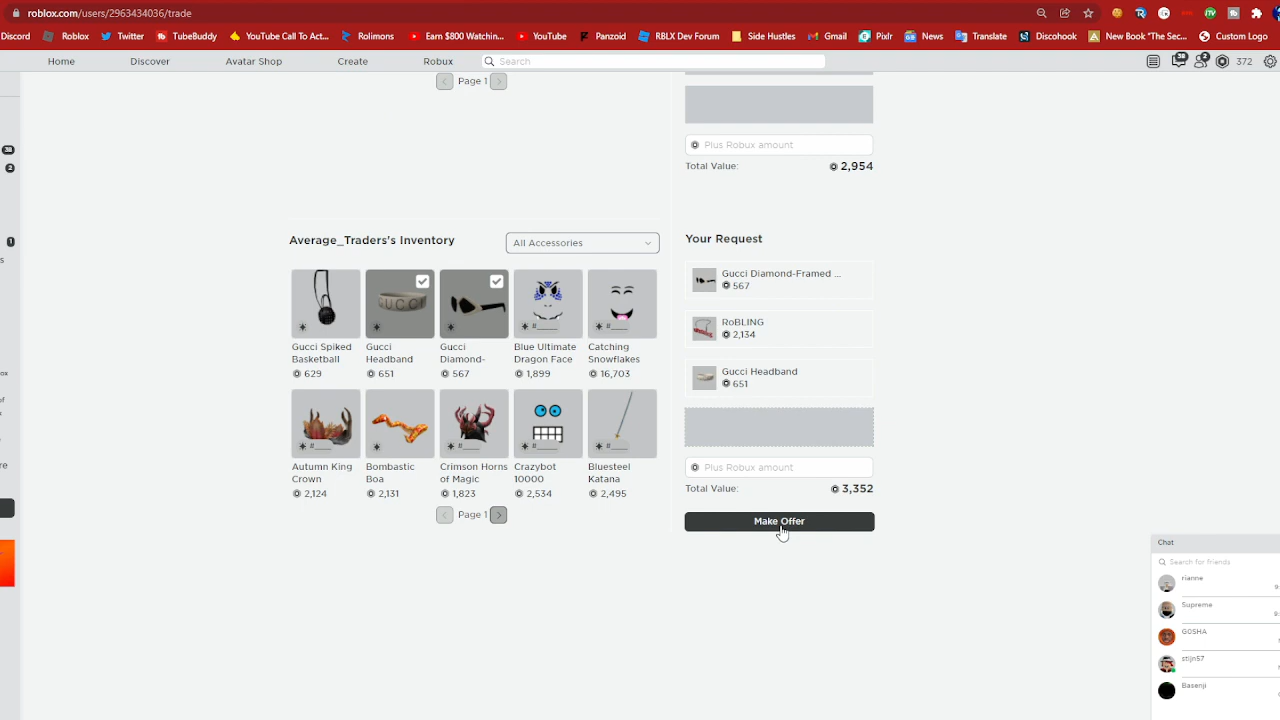 roblox.com/users/2963434036/trade
Discord Roblox Twitter TubeBuddy YouTube Call To Act... Rolimons Earn $800 Watchin... YouTube Panzoid RBLX Dev Forum Side Hustles Gmail Pixlr News Translate Discohook New Book "The Sec... Custom Logo
Home Discover Avatar Shop Create Robux Search 38 2 372
Page 1
38
2
1
Plus Robux amount
Total Value: 2,954
Average_Traders's Inventory
All Accessories
Gucci Spiked Basketball
629
Gucci Headband
651
Gucci Diamond-
567
Blue Ultimate Dragon Face
1,899
Catching Snowflakes
16,703
Autumn King Crown
2,124
Bombastic Boa
2,131
Crimson Horns of Magic
1,823
Crazybot 10000
2,534
Bluesteel Katana
2,495
Page 1
Your Request
Gucci Diamond-Framed ...
567
RoBLING
2,134
Gucci Headband
651
Plus Robux amount
Total Value: 3,352
Make Offer
Chat
Search for friends
rianne
Supreme
GOSHA
stijn57
Basenji